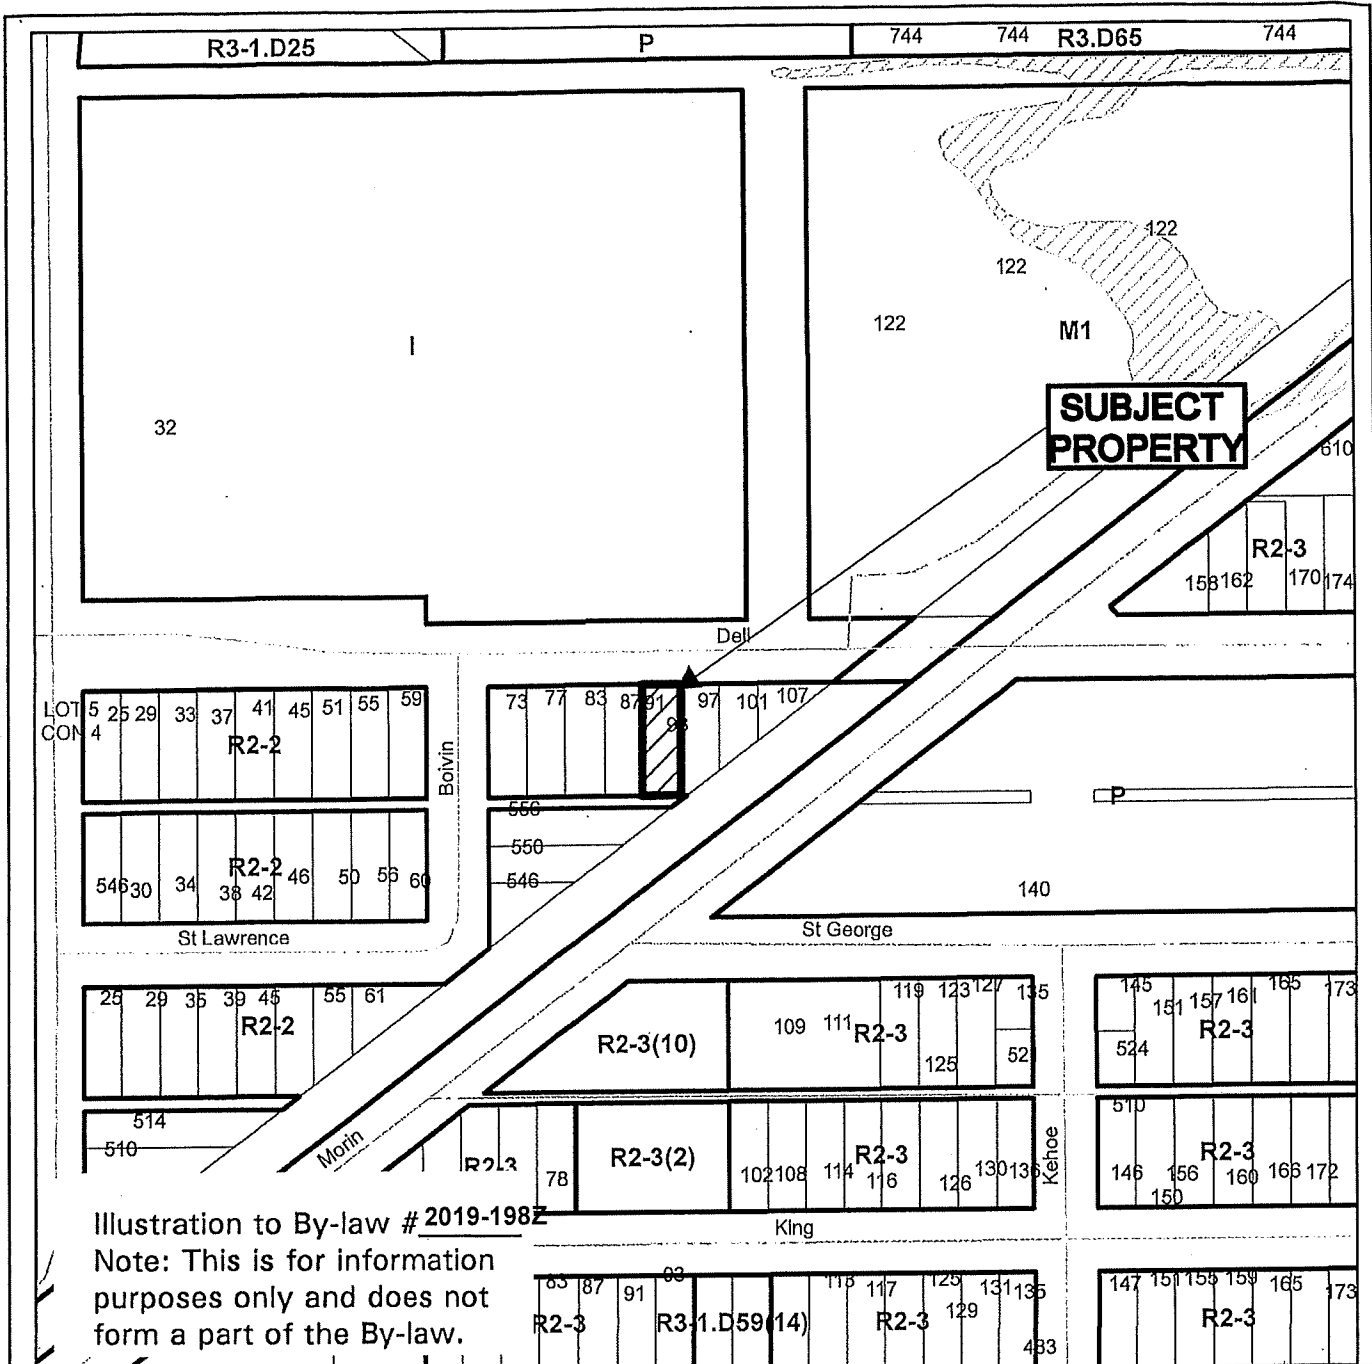 R3-1.D25 P 744 744 R3.D65 744
122
122
I 122 M1
SUBJECT
PROPERTY
32
610
R2-3
158 162 170 174
Dell
73 77 83 87 91 97 101 107
93
LOT 5 25 29 33 37 41 45 51 55 59
CON 4
R2-2
Boivin
556
550
546
P
R2-2
546 30 34 38 42 46 50 56 60
140
St Lawrence
St George
25 29 35 39 45 55 61
R2-2
R2-3(10)
109 111 R2-3 119 123 127 135
125 521
145 151 157 161 165 173
R2-3
524
514
510
Morin
R2-3
78
R2-3(2)
102 108 114 R2-3 116 126 130 136
Kehoe
510
R2-3
146 150 156 160 166 172
King
Illustration to By-law # 2019-198Z
Note: This is for information
purposes only and does not
form a part of the By-law.
83 87 91 93
R2-3 R3-1.D59(14) R2-3
113 117 125 129 131 135
483
147 151 155 159 165 173
R2-3